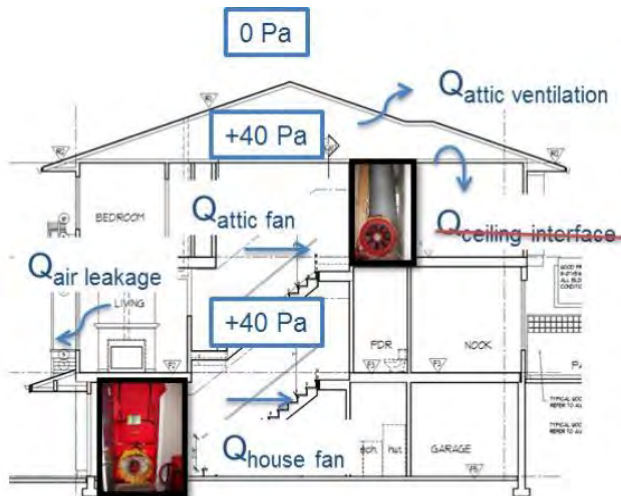 0 Pa
Qattic ventilation
+40 Pa
BEDROOM
Qattic fan
Qceiling interface
Qair leakage
LIVING
+40 Pa
PDR
NOOK
Qhouse fan
GARAGE